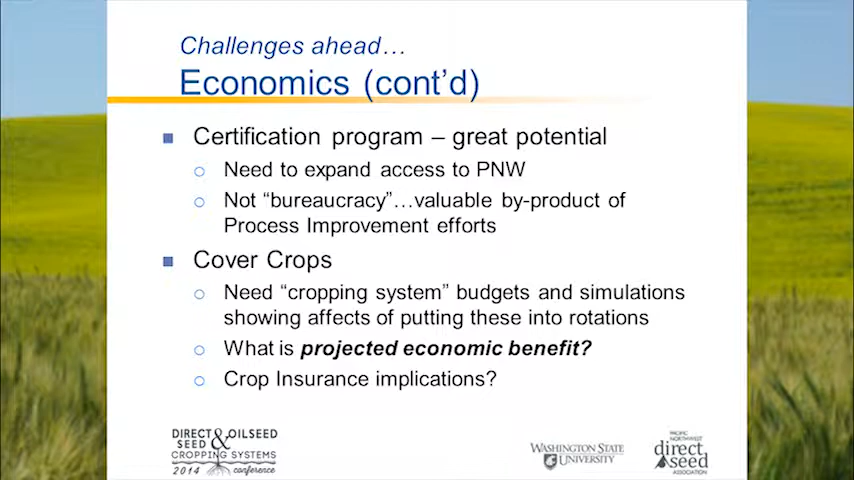 Challenges ahead…
Economics (cont’d)
Certification program – great potential
Need to expand access to PNW
Not “bureaucracy”…valuable by-product of
Process Improvement efforts
Cover Crops
Need “cropping system” budgets and simulations
showing affects of putting these into rotations
What is projected economic benefit?
Crop Insurance implications?
DIRECT & OILSEED
SEED
CROPPING SYSTEMS
2014 conference
WASHINGTON STATE
UNIVERSITY
PACIFIC
NORTHWEST
direct
seed
ASSOCIATION